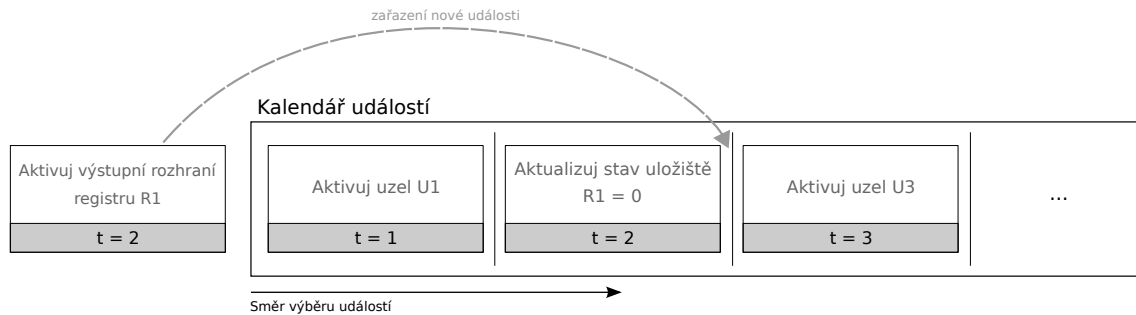 zařazení nové události
Kalendář událostí
Aktivuj výstupní rozhraní
registru R1
t = 2
Aktivuj uzel U1
t = 1
Aktualizuj stav uložiště
R1 = 0
t = 2
Aktivuj uzel U3
t = 3
...
Směr výběru událostí